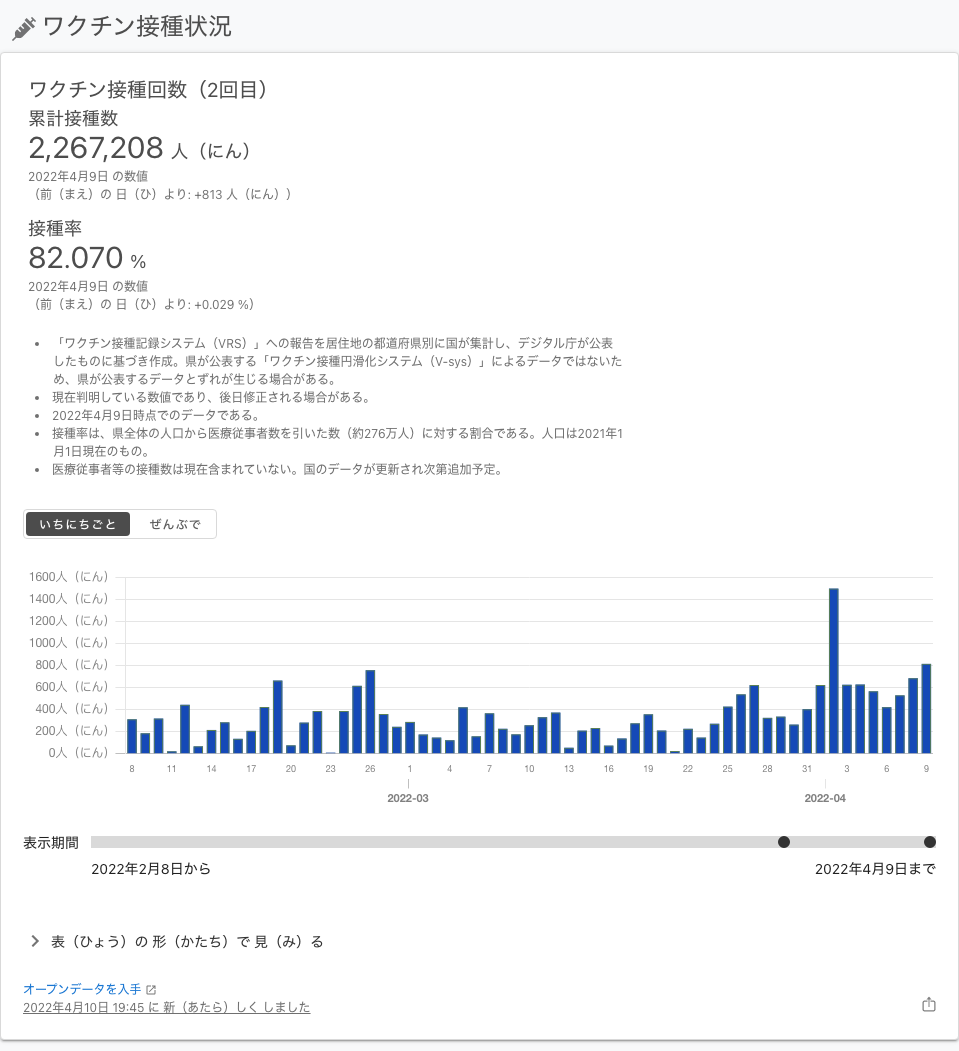 ワクチン接種状況
ワクチン接種回数（2回目）
累計接種数
2,267,208 人（にん）
2022年4月9日 の数値
（前（まえ）の 日（ひ）より: +813 人（にん））
接種率
82.070 %
2022年4月9日 の数値
（前（まえ）の 日（ひ）より: +0.029 %）
• 「ワクチン接種記録システム（VRS）」への報告を居住地の都道府県別に国が集計し、デジタル庁が公表
したものに基づき作成。県が公表する「ワクチン接種円滑化システム（V-sys）」によるデータではないた
め、県が公表するデータとずれが生じる場合がある。
• 現在判明している数値であり、後日修正される場合がある。
• 2022年4月9日時点でのデータである。
• 接種率は、県全体の人口から医療従事者数を引いた数（約276万人）に対する割合である。人口は2021年1
月1日現在のもの。
• 医療従事者等の接種数は現在含まれていない。国のデータが更新され次第追加予定。
いちにちごと ぜんぶで
1600人（にん）
1400人（にん）
1200人（にん）
1000人（にん）
800人（にん）
600人（にん）
400人（にん）
200人（にん）
0人（にん）
8 11 14 17 20 23 26 1 4 7 10 13 16 19 22 25 28 31 3 6 9
2022-03 2022-04
表示期間
2022年2月8日から 2022年4月9日まで
表（ひょう）の 形（かたち）で 見（み）る
オープンデータを入手
2022年4月10日 19:45 に 新（あたら）しく しました